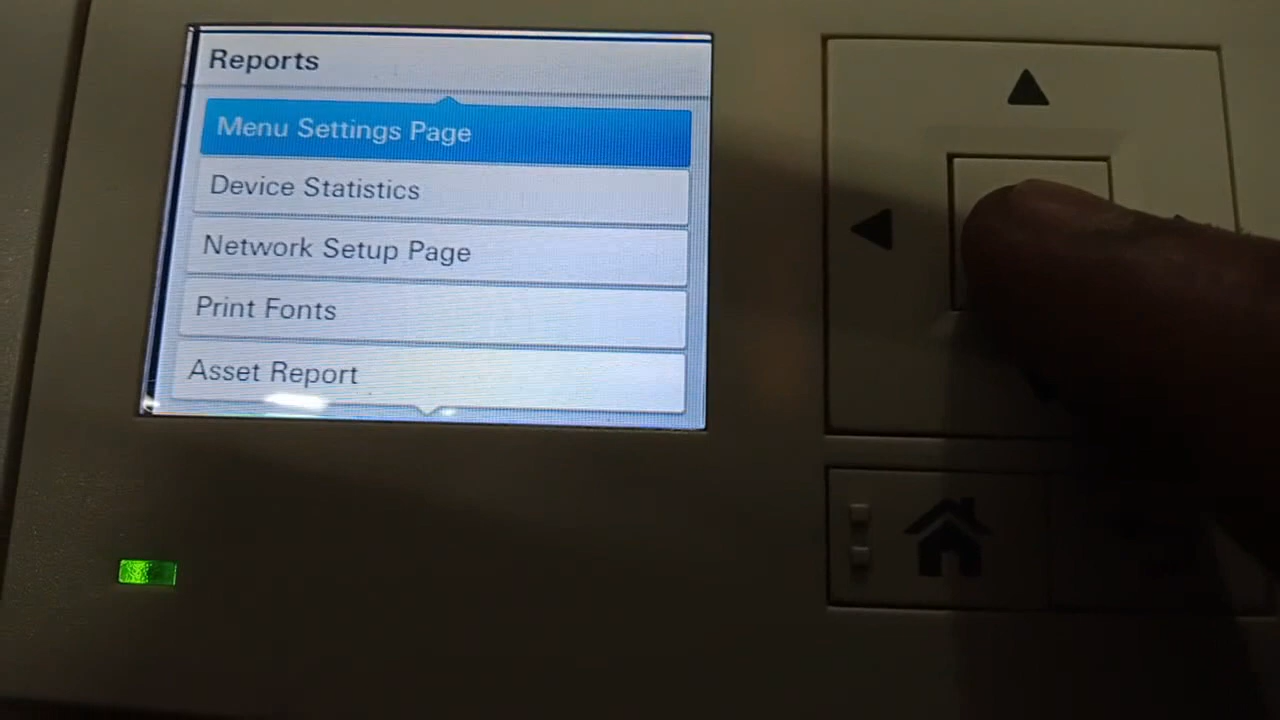 Reports
Menu Settings Page
Device Statistics
Network Setup Page
Print Fonts
Asset Report